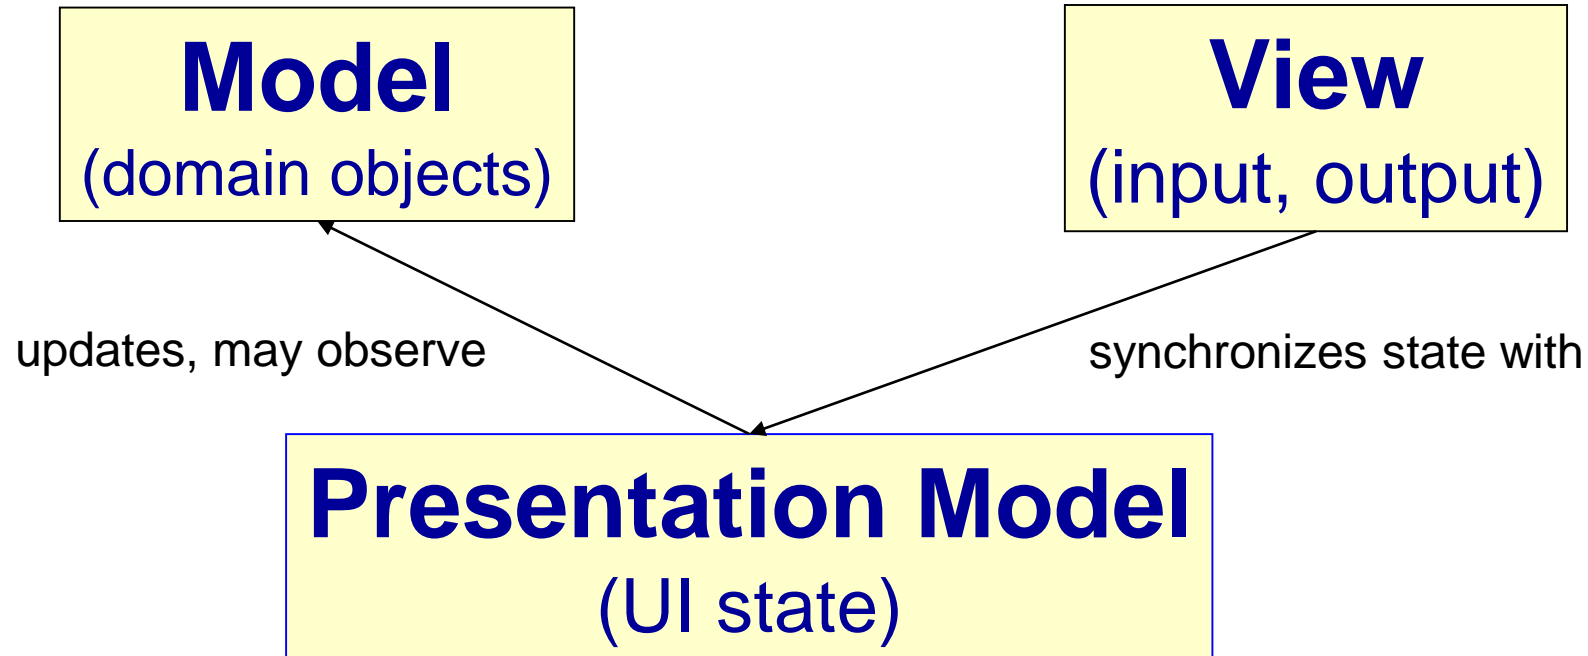 Model
(domain objects)
View
(input, output)
updates, may observe
synchronizes state with
Presentation Model
(UI state)